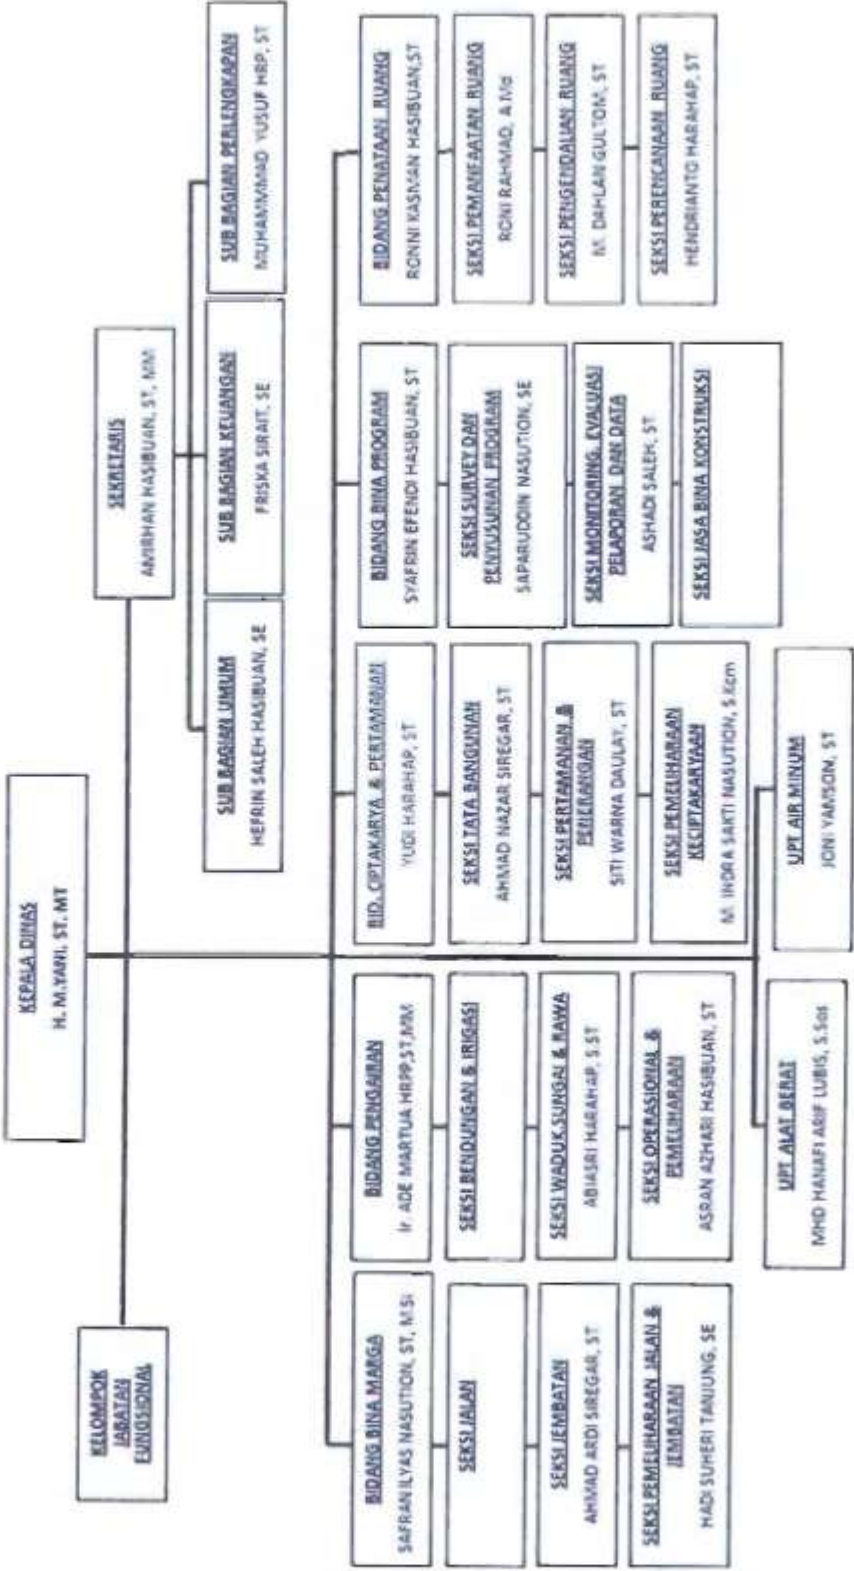 KEPALA DINAS
H. M.YANI, ST. MT
KELOMPOK
JABATAN
FUNGSIONAL
SEKRETARIS
AMIRHAN HASIBUAN, ST, MM
SUB BAGIAN UMUM
HEFRIN SALEH HASIBUAN, SE
SUB BAGIAN KEUANGAN
FRISKA SIRAIT, SE
SUB BAGIAN PERLENGKAPAN
MUHAMMMAD YUSUF HRP, ST
BIDANG BINA MARGA
SAFRAN ILYAS NASUTION, ST, M.Si
SEKSI JALAN
SEKSI JEMBATAN
AHMAD ARDI SIREGAR, ST
SEKSI PEMELIHARAAN JALAN &
JEMBATAN
HADI SUHERI TANJUNG, SE
BIDANG PENGAIRAN
Ir. ADE MARTUA HRPP,ST,MM
SEKSI BENDUNGAN & IRIGASI
SEKSI WADUK,SUNGAI & RAWA
ABIASRI HARAHAP, S.ST
SEKSI OPERASIONAL &
PEMELIHARAAN
ASRAN AZHARI HASIBUAN, ST
BID. CIPTAKARYA & PERTAMANAN
YUDI HARAHAP, ST
SEKSI TATA BANGUNAN
AHMAD NAZAR SIREGAR, ST
SEKSI PERTAMANAN &
PENERANGAN
SITI WARNA DAULAY, ST
SEKSI PEMELIHARAAN
KECIPTAKARYAAN
M. INDRA SAKTI NASUTION, S.Kom
BIDANG BINA PROGRAM
SYAFRIN EFENDI HASIBUAN, ST
SEKSI SURVEY DAN
PENYUSUNAN PROGRAM
SAPARUDDIN NASUTION, SE
SEKSI MONITORING, EVALUASI
PELAPORAN DAN DATA
ASHADI SALEH, ST
SEKSI JASA BINA KONSTRUKSI
BIDANG PENATAAN RUANG
RONNI KASMAN HASIBUAN,ST
SEKSI PEMANFAATAN RUANG
RONI RAHMAD, A.Md
SEKSI PENGENDALIAN RUANG
M. DAHLAN GULTOM, ST
SEKSI PERENCANAAN RUANG
HENDRIANTO HARAHAP, ST
UPT ALAT BERAT
MHD HANAFI ARIF LUBIS, S.Sos
UPT AIR MINUM
JONI YAMSON, ST